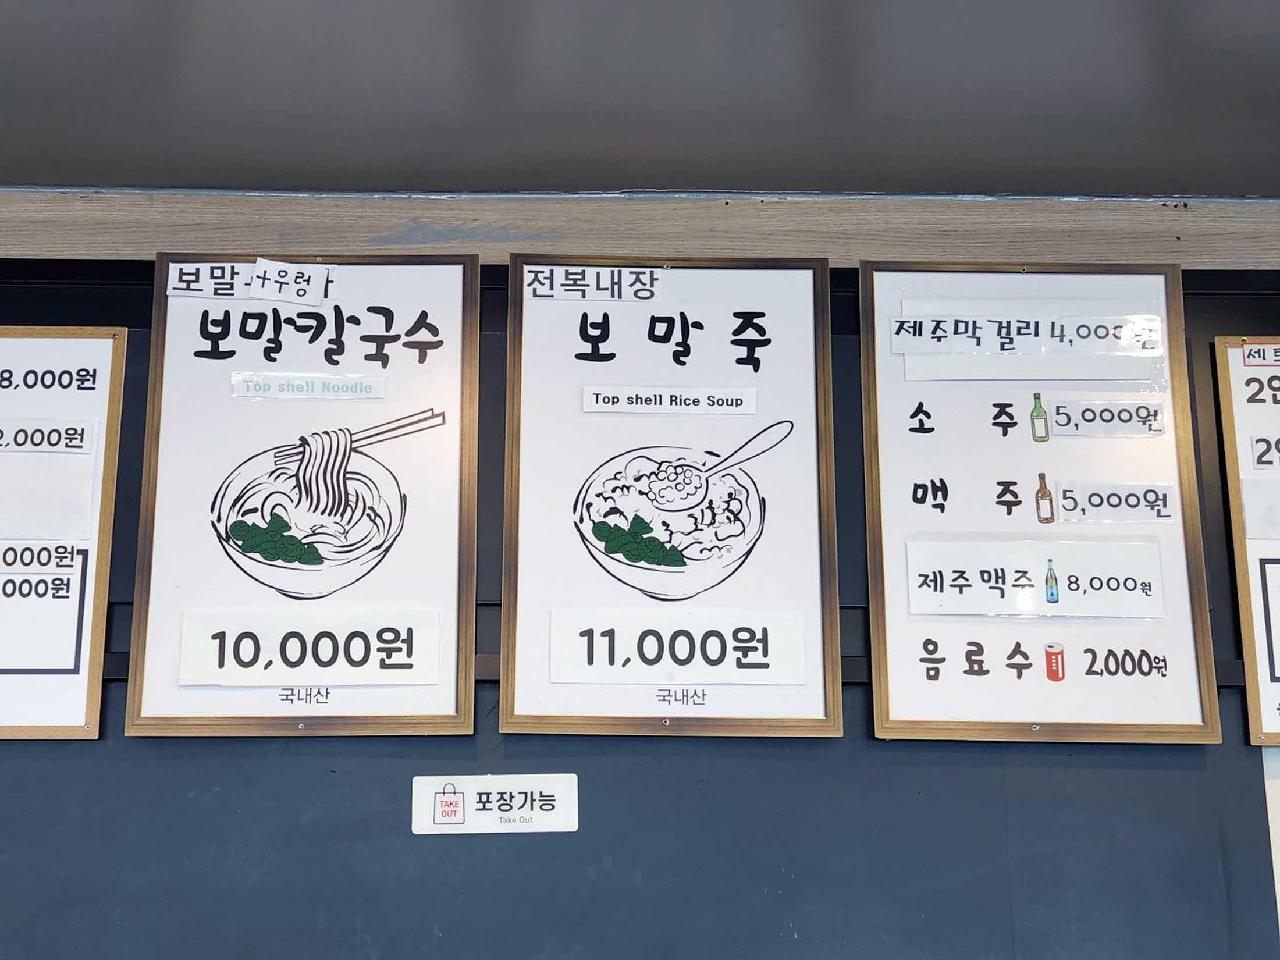 8,000원
2,000원
000원
000원
보말+우렁
보말칼국수
Top shell Noodle
10,000원
국내산
전복내장
보말죽
Top shell Rice Soup
11,000원
국내산
제주막걸리 4,000원
소주 5,000원
맥주 5,000원
제주맥주 8,000원
음료수 2,000원
TAKE OUT
포장가능
Take Out